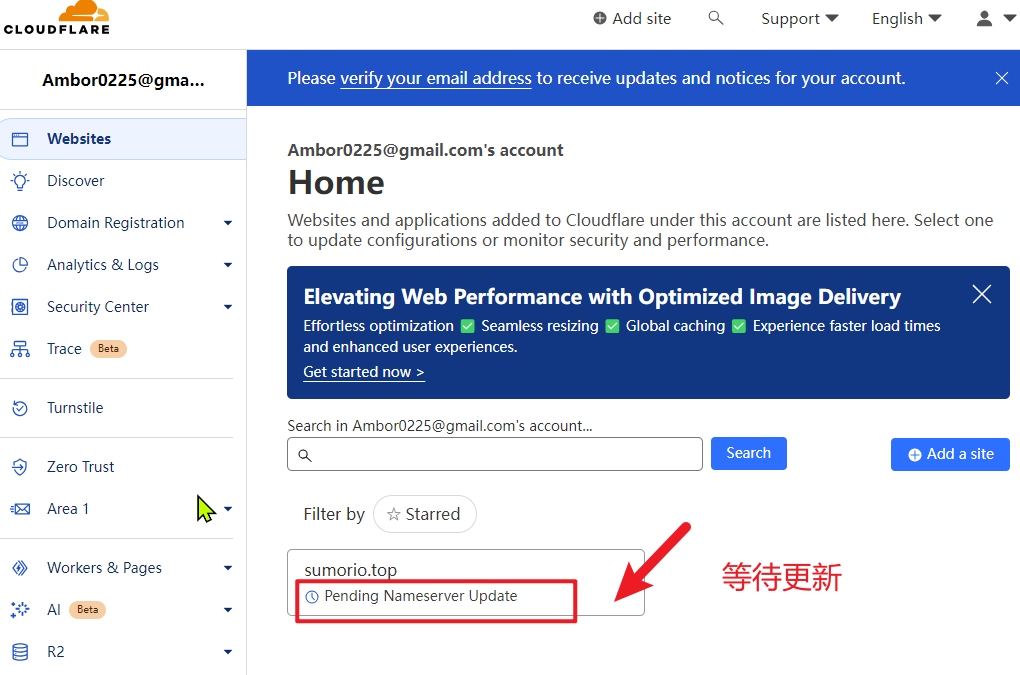 CLOUDFLARE
Add site
Support
English
Ambor0225@gma...
Please verify your email address to receive updates and notices for your account.
Websites
Discover
Domain Registration
Analytics & Logs
Security Center
Trace Beta
Turnstile
Zero Trust
Area 1
Workers & Pages
AI Beta
R2
Ambor0225@gmail.com's account
Home
Websites and applications added to Cloudflare under this account are listed here. Select one
to update configurations or monitor security and performance.
Elevating Web Performance with Optimized Image Delivery
Effortless optimization ✅ Seamless resizing ✅ Global caching ✅ Experience faster load times
and enhanced user experiences.
Get started now >
Search in Ambor0225@gmail.com's account...
Search
Add a site
Filter by
Starred
sumorio.top
Pending Nameserver Update
等待更新